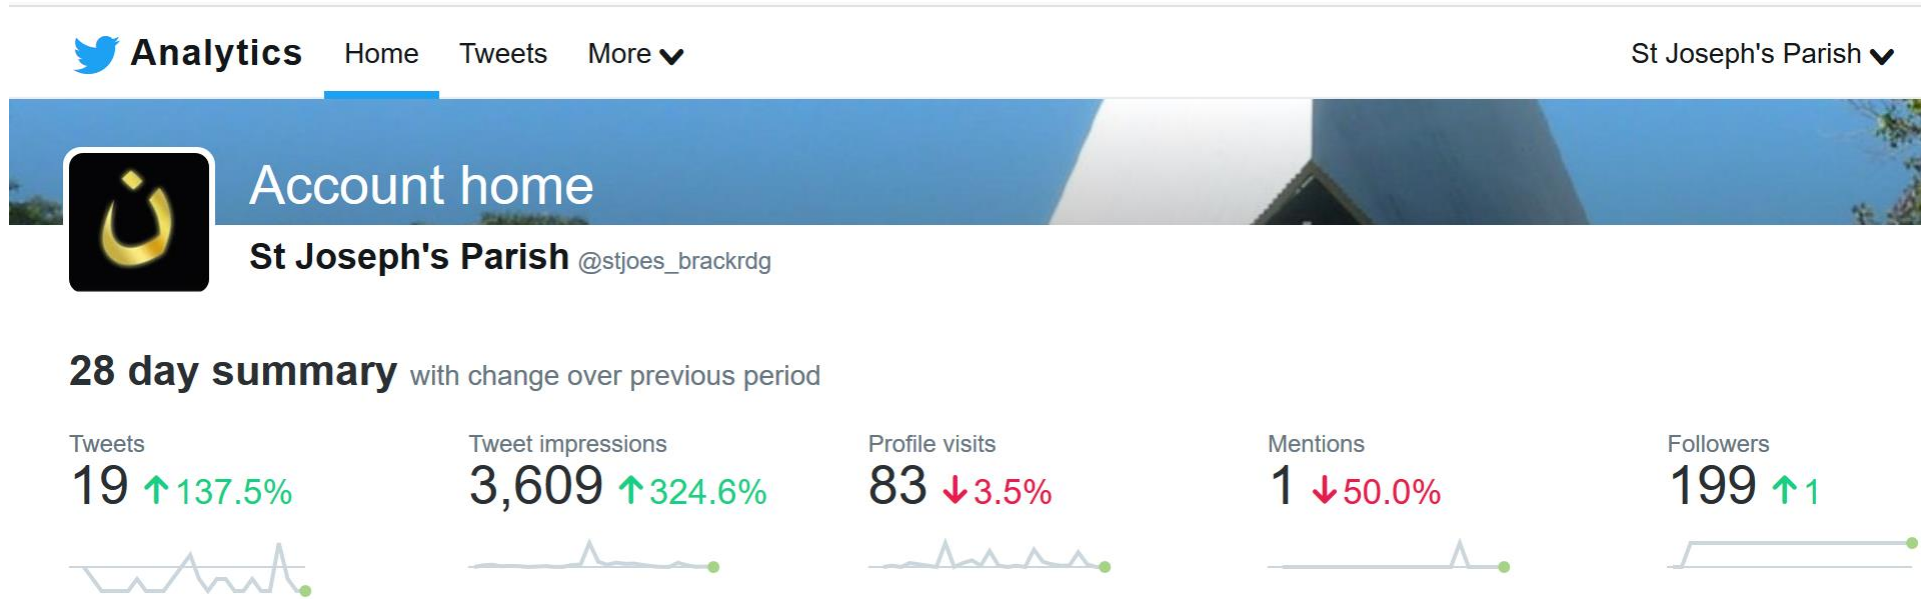 Analytics Home Tweets More St Joseph's Parish
ن
Account home
St Joseph's Parish @stjoes_brackrdg
28 day summary with change over previous period
Tweets Tweet impressions Profile visits Mentions Followers
19 ↑137.5% 3,609 ↑324.6% 83 ↓3.5% 1 ↓50.0% 199 ↑1